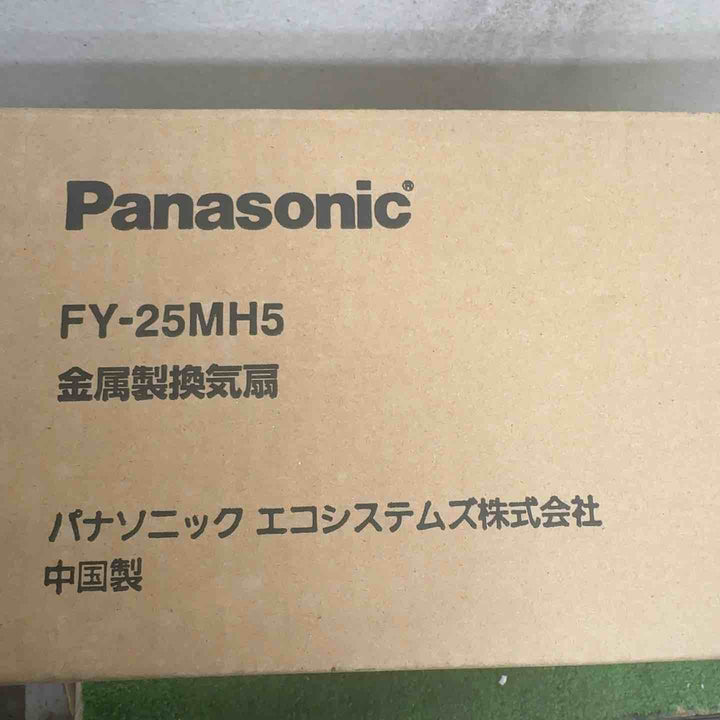 Panasonic®
FY-25MH5
金属製換気扇
パナソニック エコシステムズ株式会社
中国製